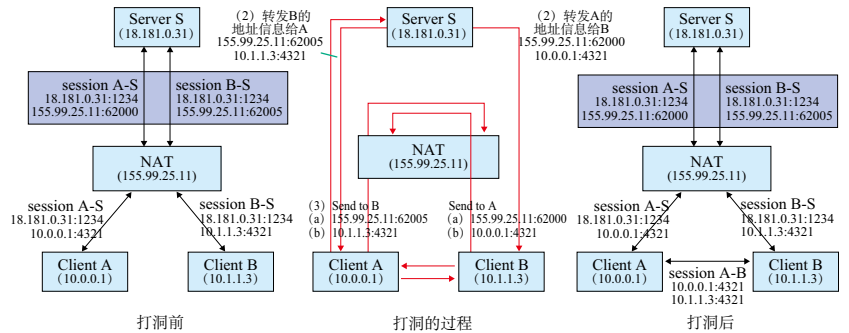 Server S
(18.181.0.31)
session A-S
18.181.0.31:1234
155.99.25.11:62000
session B-S
18.181.0.31:1234
155.99.25.11:62005
NAT
(155.99.25.11)
session A-S
18.181.0.31:1234
10.0.0.1:4321
session B-S
18.181.0.31:1234
10.1.1.3:4321
Client A
(10.0.0.1)
Client B
(10.1.1.3)
打洞前
（2）转发B的
地址信息给A
155.99.25.11:62005
10.1.1.3:4321
Server S
(18.181.0.31)
（2）转发A的
地址信息给B
155.99.25.11:62000
10.0.0.1:4321
NAT
(155.99.25.11)
（3）Send to B
（a）155.99.25.11:62005
（b）10.1.1.3:4321
Send to A
（a）155.99.25.11:62000
（b）10.0.0.1:4321
Client A
(10.0.0.1)
Client B
(10.1.1.3)
打洞的过程
Server S
(18.181.0.31)
session A-S
18.181.0.31:1234
155.99.25.11:62000
session B-S
18.181.0.31:1234
155.99.25.11:62005
NAT
(155.99.25.11)
session A-S
18.181.0.31:1234
10.0.0.1:4321
session B-S
18.181.0.31:1234
10.1.1.3:4321
Client A
(10.0.0.1)
Client B
(10.1.1.3)
session A-B
10.0.0.1:4321
10.1.1.3:4321
打洞后